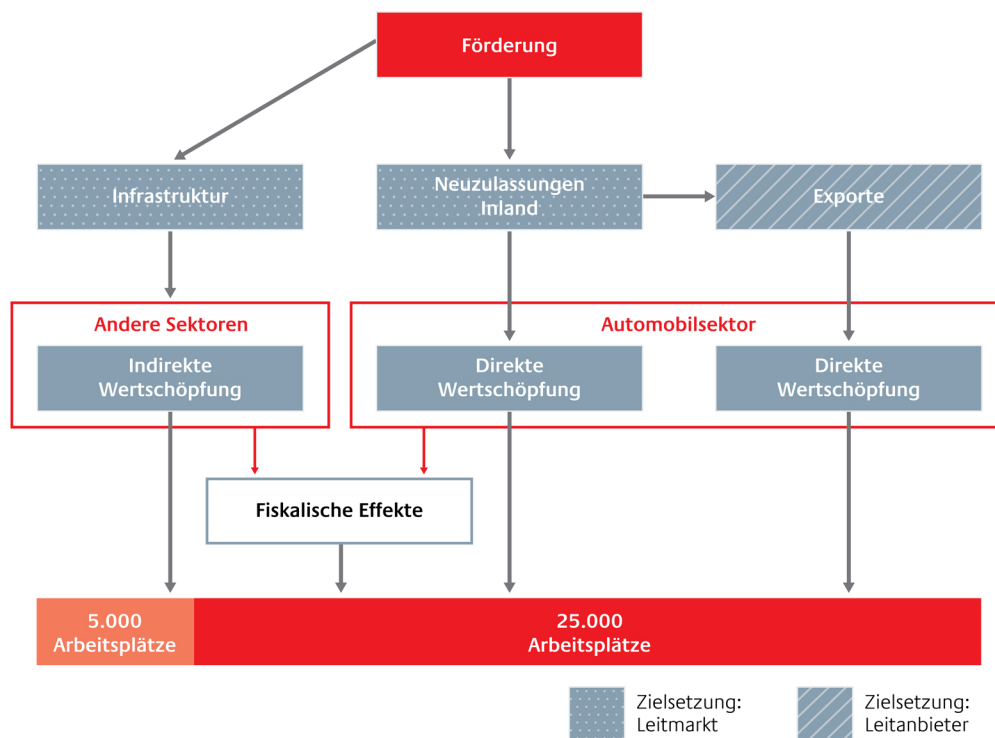 Förderung
Infrastruktur
Neuzulassungen
Inland
Exporte
Andere Sektoren
Automobilsektor
Indirekte
Wertschöpfung
Direkte
Wertschöpfung
Direkte
Wertschöpfung
Fiskalische Effekte
5.000
Arbeitsplätze
25.000
Arbeitsplätze
Zielsetzung:
Leitmarkt
Zielsetzung:
Leitanbieter